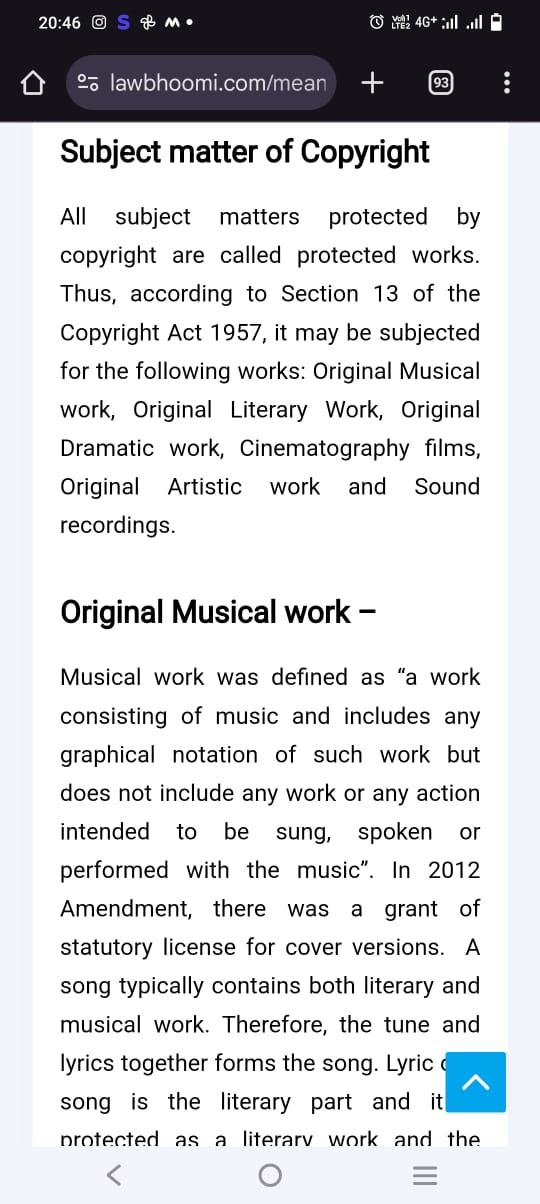 20:46
Vo)) 1 LTE2 4G+
lawbhoomi.com/mean
93
Subject matter of Copyright
All subject matters protected by
copyright are called protected works.
Thus, according to Section 13 of the
Copyright Act 1957, it may be subjected
for the following works: Original Musical
work, Original Literary Work, Original
Dramatic work, Cinematography films,
Original Artistic work and Sound
recordings.
Original Musical work –
Musical work was defined as “a work
consisting of music and includes any
graphical notation of such work but
does not include any work or any action
intended to be sung, spoken or
performed with the music”. In 2012
Amendment, there was a grant of
statutory license for cover versions. A
song typically contains both literary and
musical work. Therefore, the tune and
lyrics together forms the song. Lyric
song is the literary part and it
protected as a literary work and the